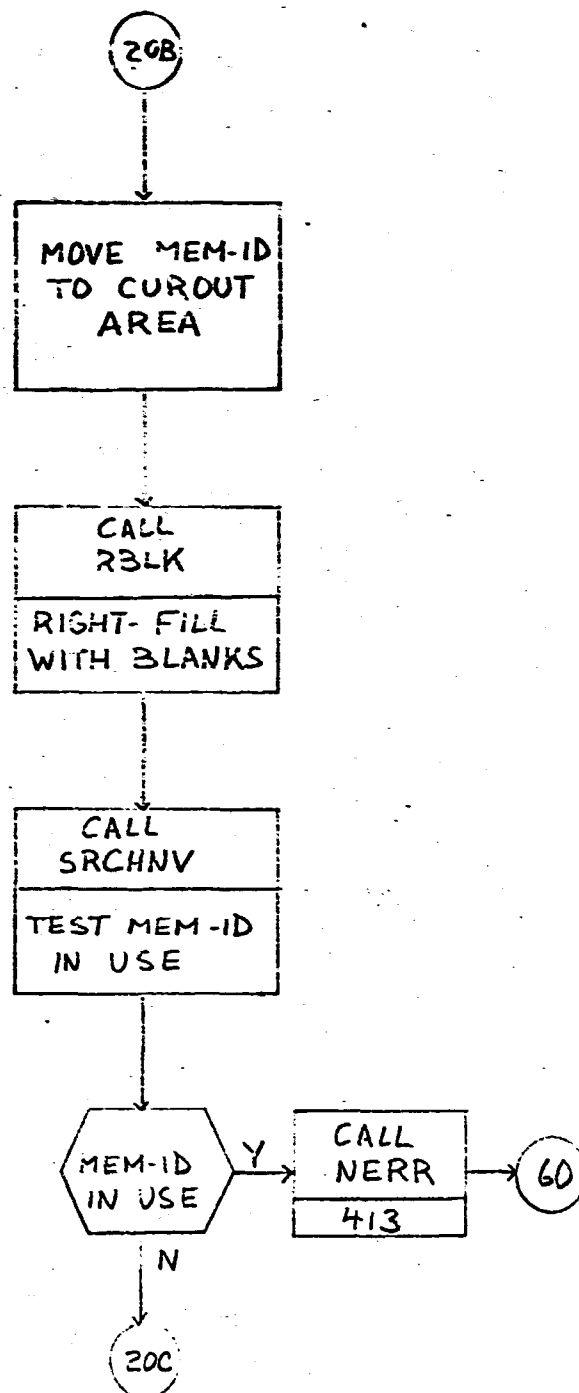 20B
MOVE MEM-ID
TO CUROUT
AREA
CALL
RBLK
RIGHT-FILL
WITH BLANKS
CALL
SRCHNV
TEST MEM-ID
IN USE
MEM-ID
IN USE
Y
CALL
NERR
413
60
N
20C